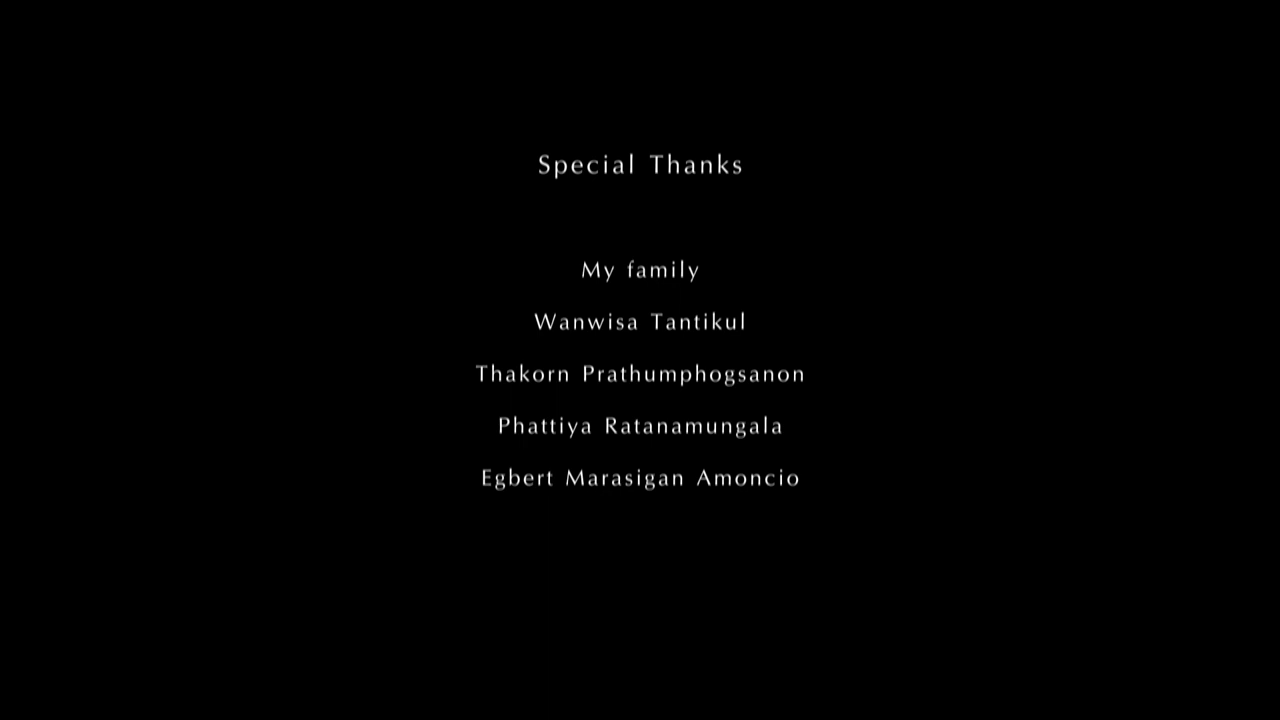 Special Thanks
My family
Wanwisa Tantikul
Thakorn Prathumphogsanon
Phattiya Ratanamungala
Egbert Marasigan Amoncio